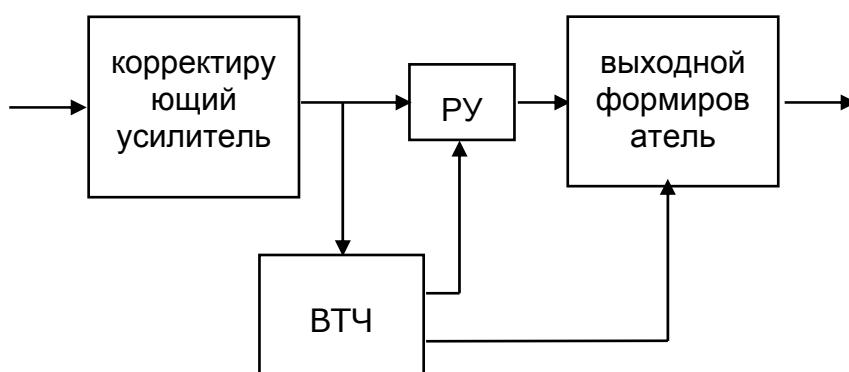 корректиру
ющий
усилитель
РУ
выходной
формиров
атель
ВТЧ